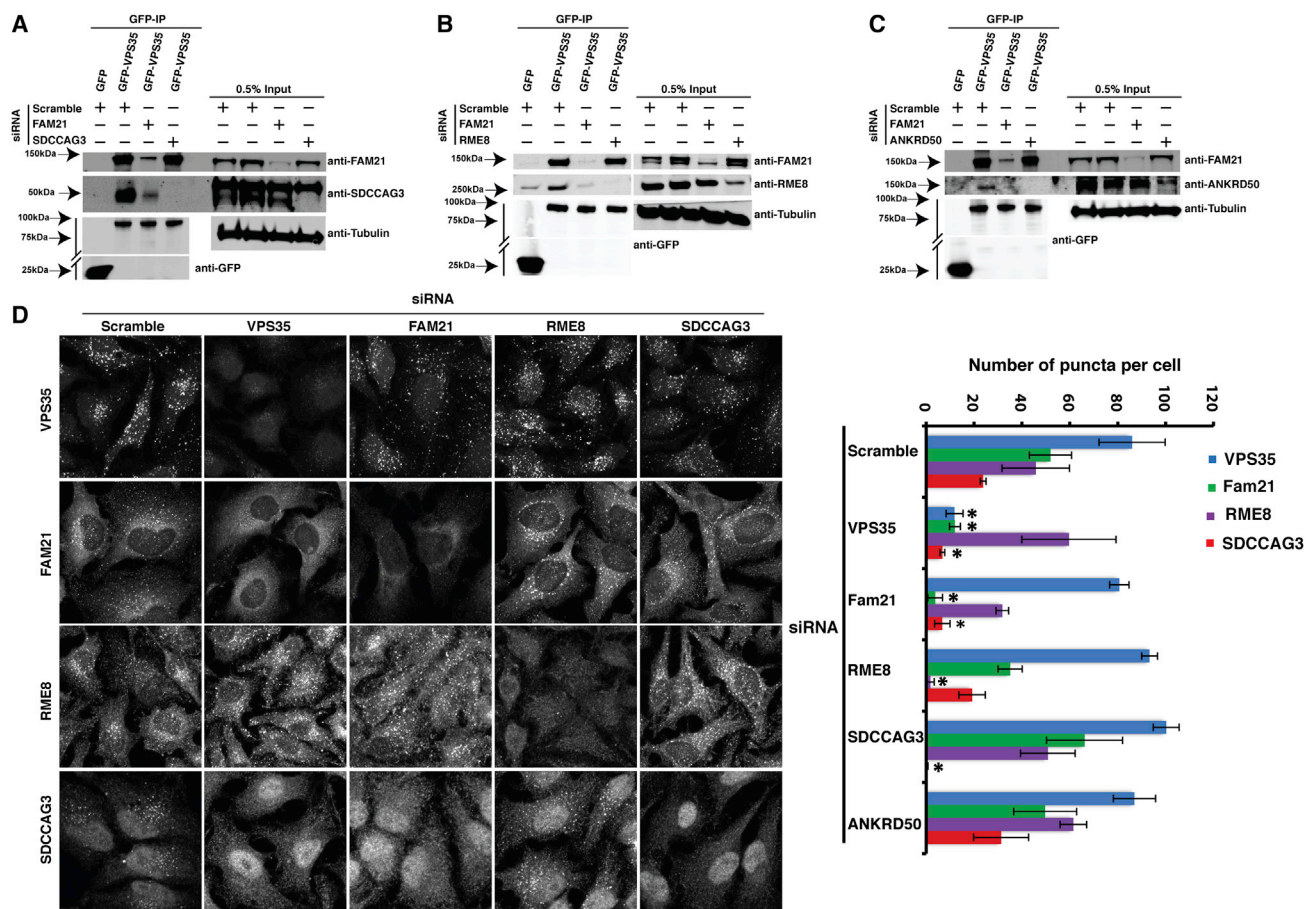 A
GFP-IP
GFP
GFP-VPS35
GFP-VPS35
GFP-VPS35
0.5% Input
siRNA
Scramble + + − − + + − −
FAM21 − − + − − − + −
SDCCAG3 − − − + − − − +
150kDa
anti-FAM21
50kDa
anti-SDCCAG3
100kDa
75kDa
anti-Tubulin
25kDa
anti-GFP
B
GFP-IP
GFP
GFP-VPS35
GFP-VPS35
GFP-VPS35
0.5% Input
siRNA
Scramble + + − − + + − −
FAM21 − − + − − − + −
RME8 − − − + − − − +
150kDa
anti-FAM21
250kDa
anti-RME8
100kDa
75kDa
anti-Tubulin
anti-GFP
25kDa
C
GFP-IP
GFP
GFP-VPS35
GFP-VPS35
GFP-VPS35
0.5% Input
siRNA
Scramble + + − − + + − −
FAM21 − − + − − − + −
ANKRD50 − − − + − − − +
150kDa
anti-FAM21
150kDa
anti-ANKRD50
100kDa
75kDa
anti-Tubulin
anti-GFP
25kDa
D
siRNA
Scramble VPS35 FAM21 RME8 SDCCAG3
VPS35
FAM21
RME8
SDCCAG3
Number of puncta per cell
0 20 40 60 80 100 120
siRNA
Scramble
VPS35
* * *
Fam21
* *
RME8
*
SDCCAG3
*
ANKRD50
VPS35
Fam21
RME8
SDCCAG3